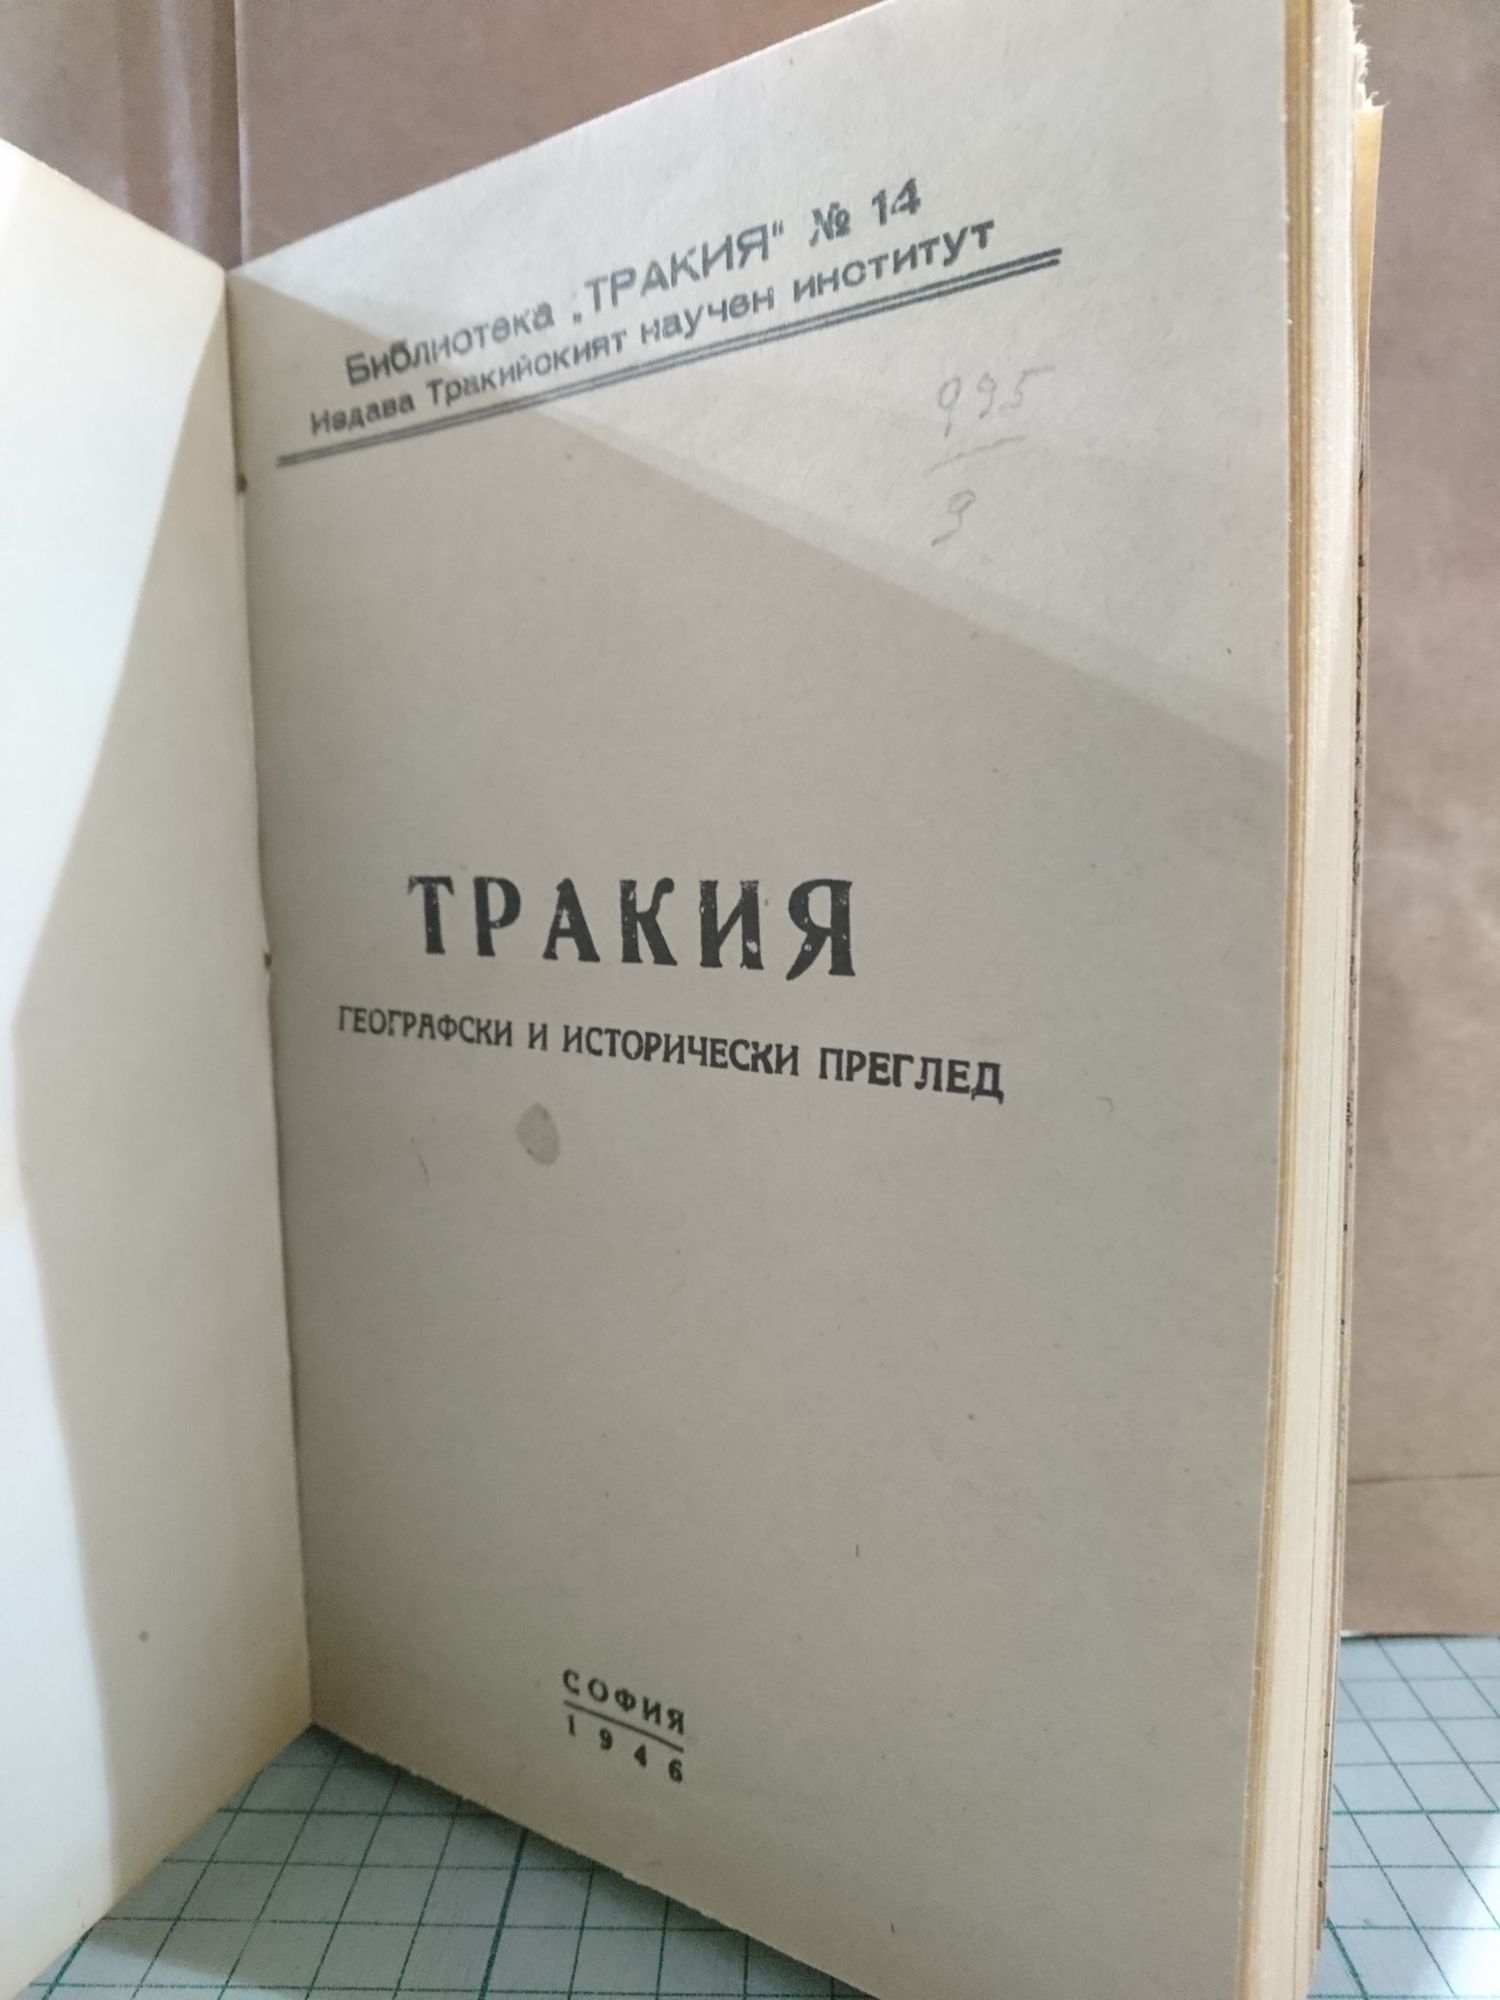 Библиотека „ТРАКИЯ“ № 14
Издава Тракийският научен институт
995
9
ТРАКИЯ
ГЕОГРАФСКИ И ИСТОРИЧЕСКИ ПРЕГЛЕД
СОФИЯ
1946